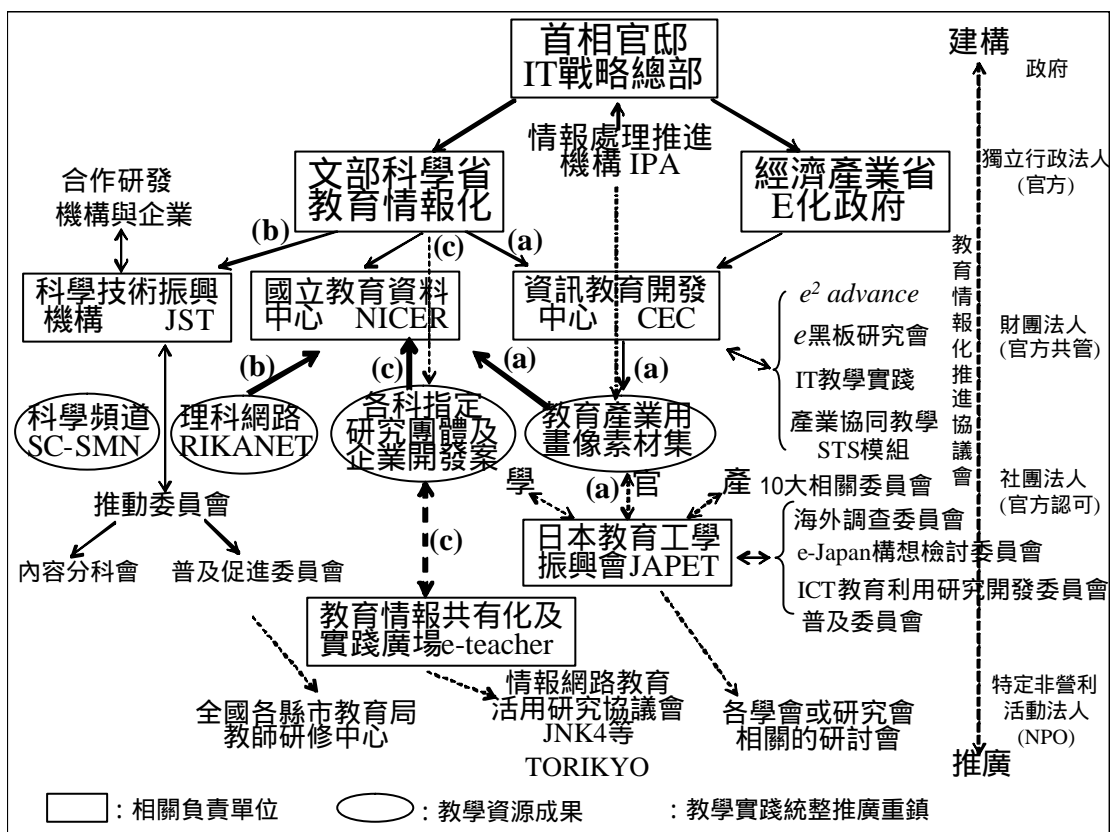 首相官邸
IT戰略總部
建構
政府
情報處理推進
機構 IPA
文部科學省
教育情報化
經濟產業省
E化政府
獨立行政法人
(官方)
合作研發
機構與企業
(b)
(c)
(a)
科學技術振興
機構 JST
國立教育資料
中心 NICER
資訊教育開發
中心 CEC
e² advance
e黑板研究會
IT教學實踐
產業協同教學
STS模組
教育情報化推進協議會
財團法人
(官方共管)
(b)
(c)
(a)
(a)
科學頻道
SC-SMN
理科網路
RIKANET
各科指定
研究團體及
企業開發案
教育產業用
畫像素材集
社團法人
(官方認可)
學
(a)
官
產
10大相關委員會
推動委員會
日本教育工學
振興會JAPET
海外調查委員會
e-Japan構想檢討委員會
ICT教育利用研究開發委員會
普及委員會
(c)
內容分科會
普及促進委員會
教育情報共有化及
實踐廣場e-teacher
全國各縣市教育局
教師研修中心
情報網路教育
活用研究協議會
JNK4等
TORIKYO
各學會或研究會
相關的研討會
特定非營利
活動法人
(NPO)
推廣
：相關負責單位
：教學資源成果
：教學實踐統整推廣重鎮